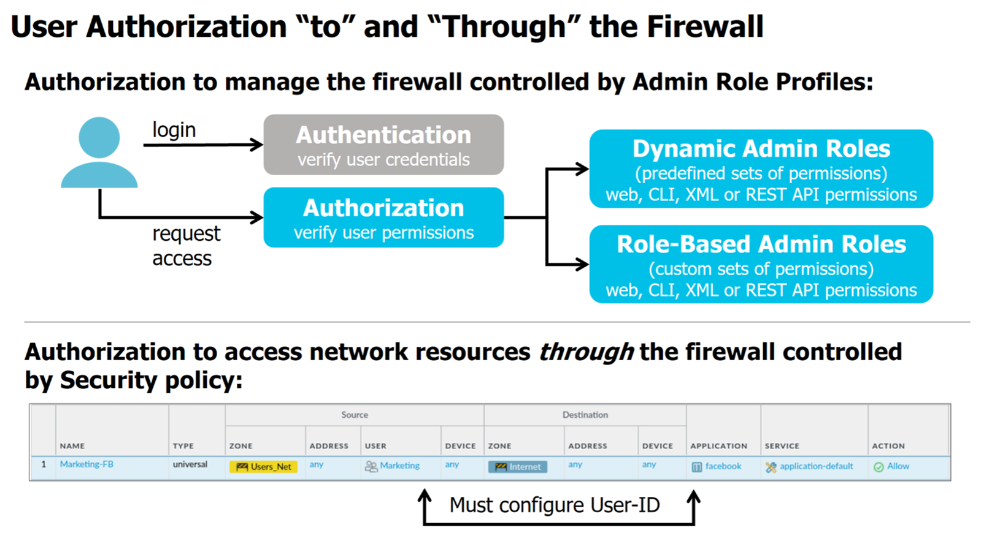 User Authorization “to” and “Through” the Firewall
Authorization to manage the firewall controlled by Admin Role Profiles:
login
Authentication
verify user credentials
request
access
Authorization
verify user permissions
Dynamic Admin Roles
(predefined sets of permissions)
web, CLI, XML or REST API permissions
Role-Based Admin Roles
(custom sets of permissions)
web, CLI, XML or REST API permissions
Authorization to access network resources through the firewall controlled
by Security policy:
Source Destination
NAME TYPE ZONE ADDRESS USER DEVICE ZONE ADDRESS DEVICE APPLICATION SERVICE ACTION
1 Marketing-FB universal Users_Net any Marketing any Internet any any facebook application-default Allow
Must configure User-ID